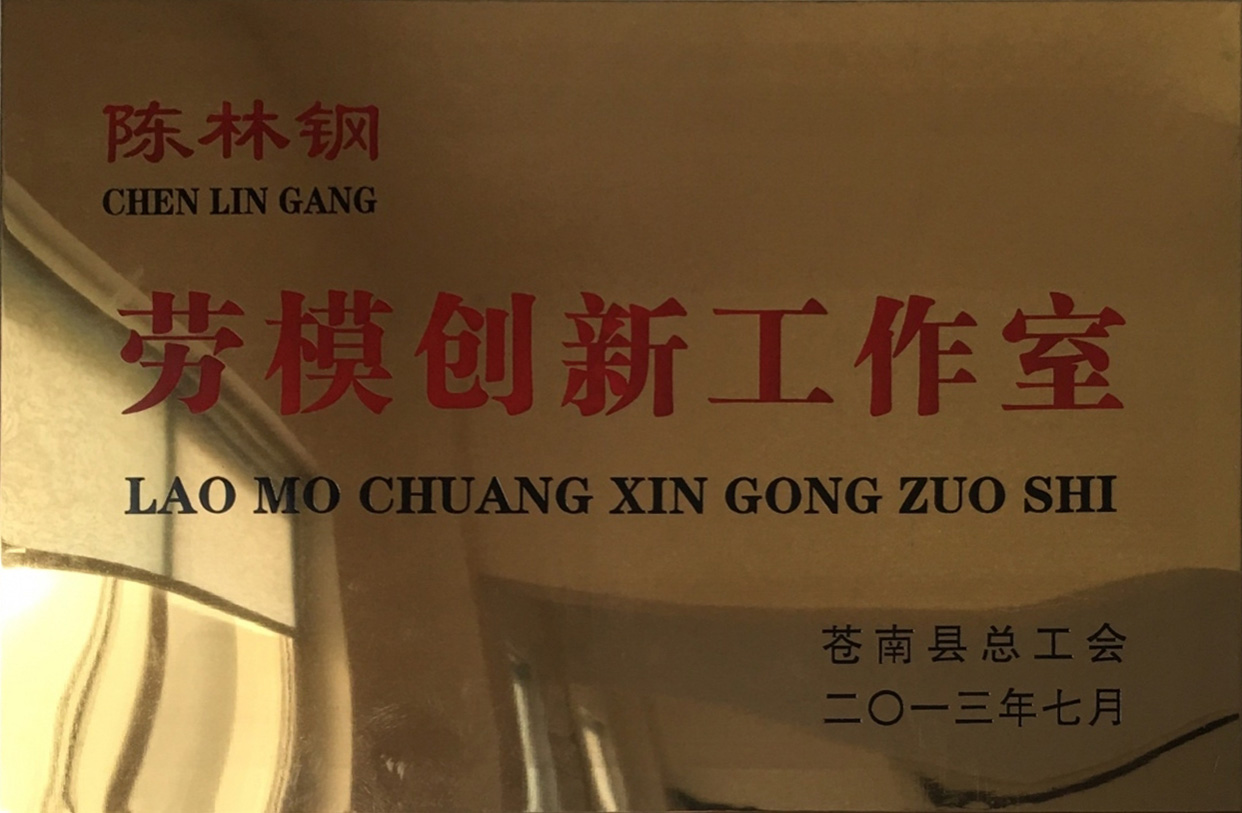 陈林钢
CHEN LIN GANG
劳模创新工作室
LAO MO CHUANG XIN GONG ZUO SHI
苍南县总工会
二〇一三年七月